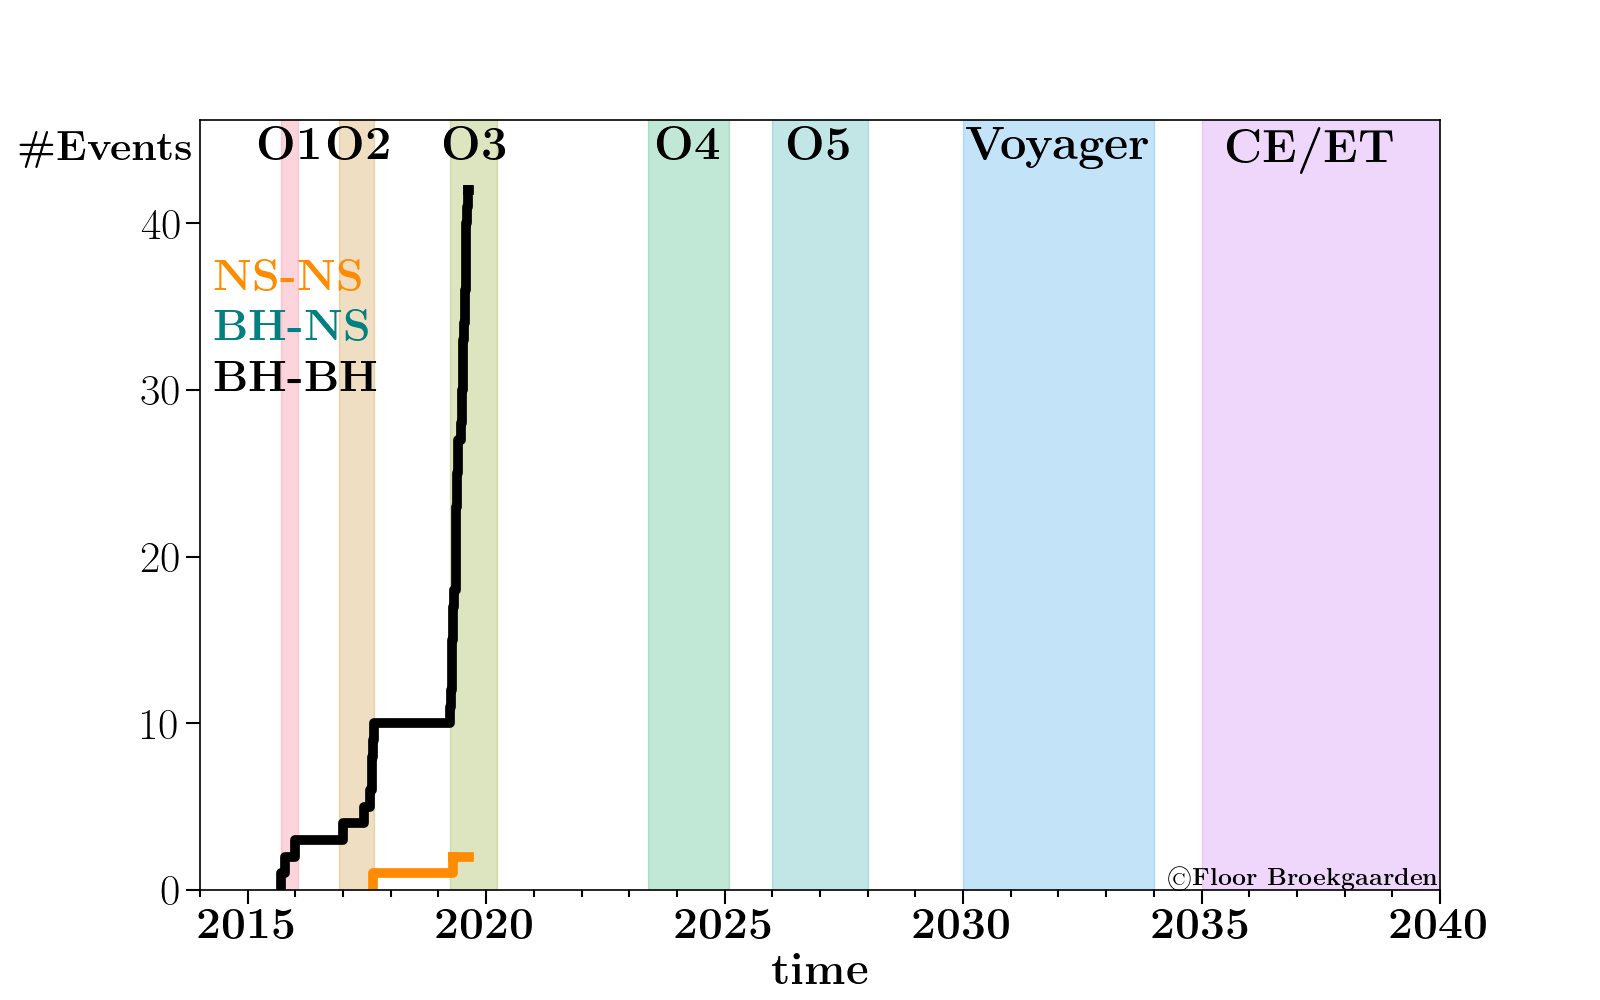 #Events O1 O2 O3 O4 O5 Voyager CE/ET
40
NS-NS
BH-NS
BH-BH
30
20
10
0
©Floor Broekgaarden
2015 2020 2025 2030 2035 2040
time